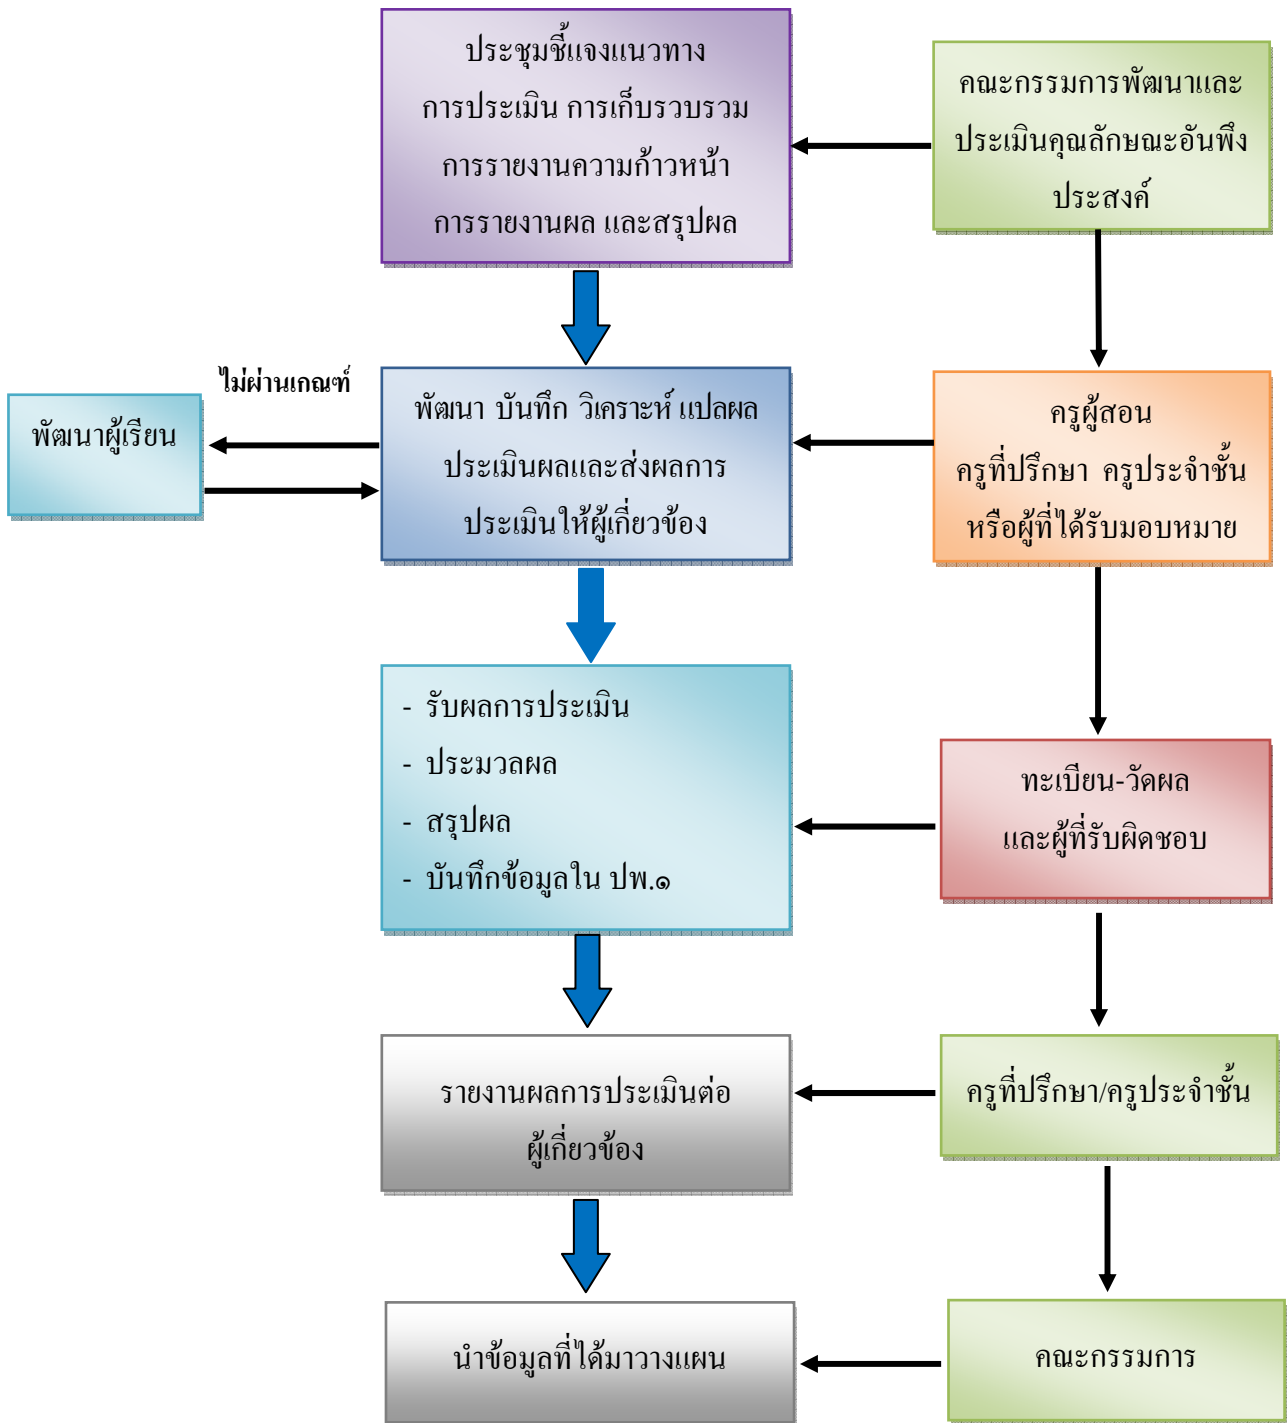 ประชุมชี้แจงแนวทาง
การประเมิน การเก็บรวบรวม
การรายงานความก้าวหน้า
การรายงานผล และสรุปผล
คณะกรรมการพัฒนาและ
ประเมินคุณลักษณะอันพึง
ประสงค์
ไม่ผ่านเกณฑ์
พัฒนาผู้เรียน
พัฒนา บันทึก วิเคราะห์ แปลผล
ประเมินผลและส่งผลการ
ประเมินให้ผู้เกี่ยวข้อง
ครูผู้สอน
ครูที่ปรึกษา ครูประจำชั้น
หรือผู้ที่ได้รับมอบหมาย
- รับผลการประเมิน
- ประมวลผล
- สรุปผล
- บันทึกข้อมูลใน ปพ.๑
ทะเบียน-วัดผล
และผู้ที่รับผิดชอบ
รายงานผลการประเมินต่อ
ผู้เกี่ยวข้อง
ครูที่ปรึกษา/ครูประจำชั้น
นำข้อมูลที่ได้มาวางแผน
คณะกรรมการ